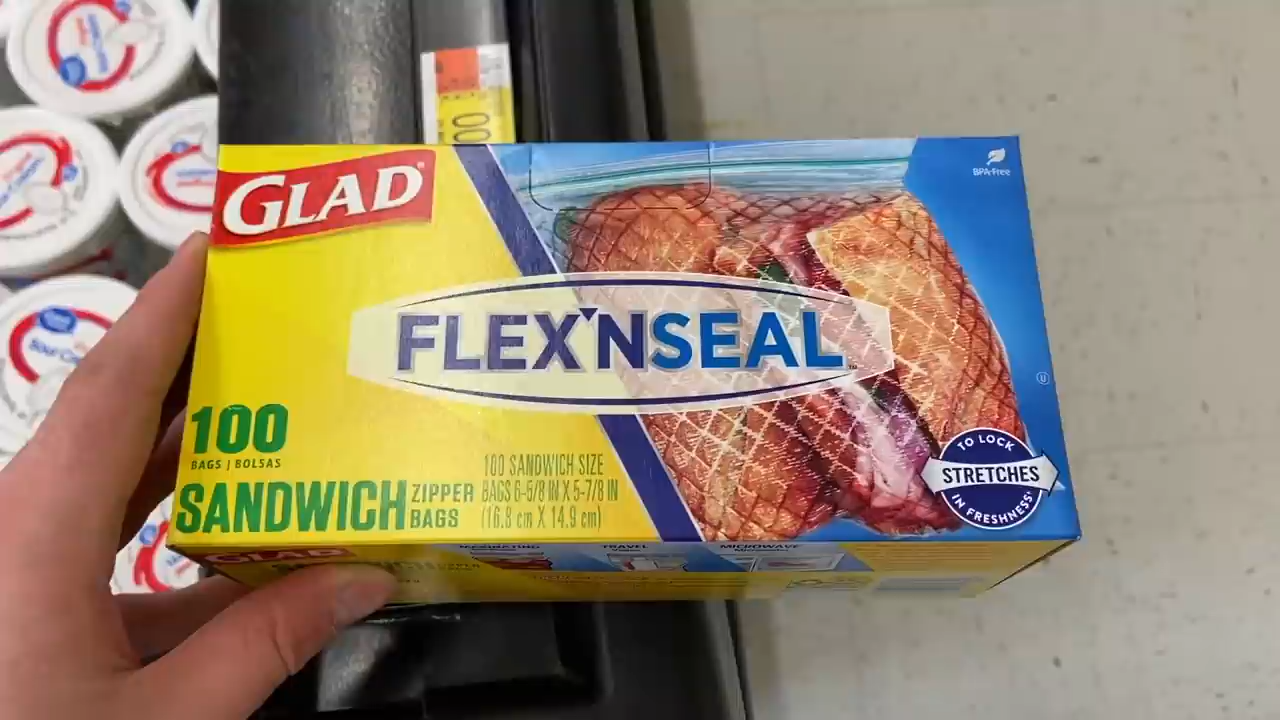 GLAD
BPA-Free
FLEX'NSEAL
100
BAGS | BOLSAS
SANDWICH ZIPPER BAGS
100 SANDWICH SIZE
BAGS 6-5/8 IN X 5-7/8 IN
(16.8 cm X 14.9 cm)
TO LOCK
STRETCHES
IN FRESHNESS*
GLAD
TRAVEL
MICROWAVE
00